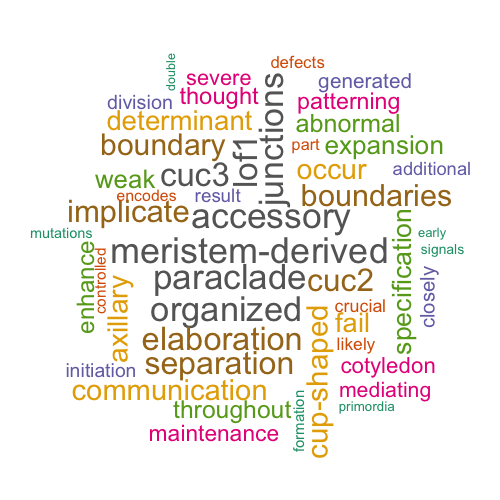 defects
double
severe
generated
thought
division
patterning
determinant
lof1
junctions
abnormal
boundary
part
expansion
cuc3
occur
additional
weak
encodes
result
boundaries
implicate
accessory
mutations
early
meristem-derived
signals
enhance
controlled
specification
paraclade
cuc2
closely
axillary
organized
crucial
fail
elaboration
cup-shaped
likely
separation
cotyledon
initiation
communication
mediating
throughout
formation
primordia
maintenance